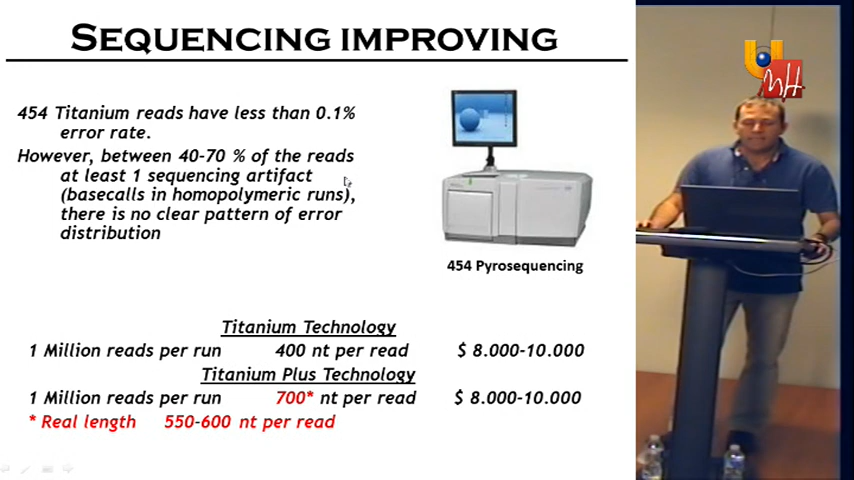 SEQUENCING IMPROVING
454 Titanium reads have less than 0.1%
error rate.
However, between 40-70 % of the reads
at least 1 sequencing artifact
(basecalls in homopolymeric runs),
there is no clear pattern of error
distribution
454 Pyrosequencing
Titanium Technology
1 Million reads per run 400 nt per read $ 8.000-10.000
Titanium Plus Technology
1 Million reads per run 700* nt per read $ 8.000-10.000
* Real length 550-600 nt per read
U
MH